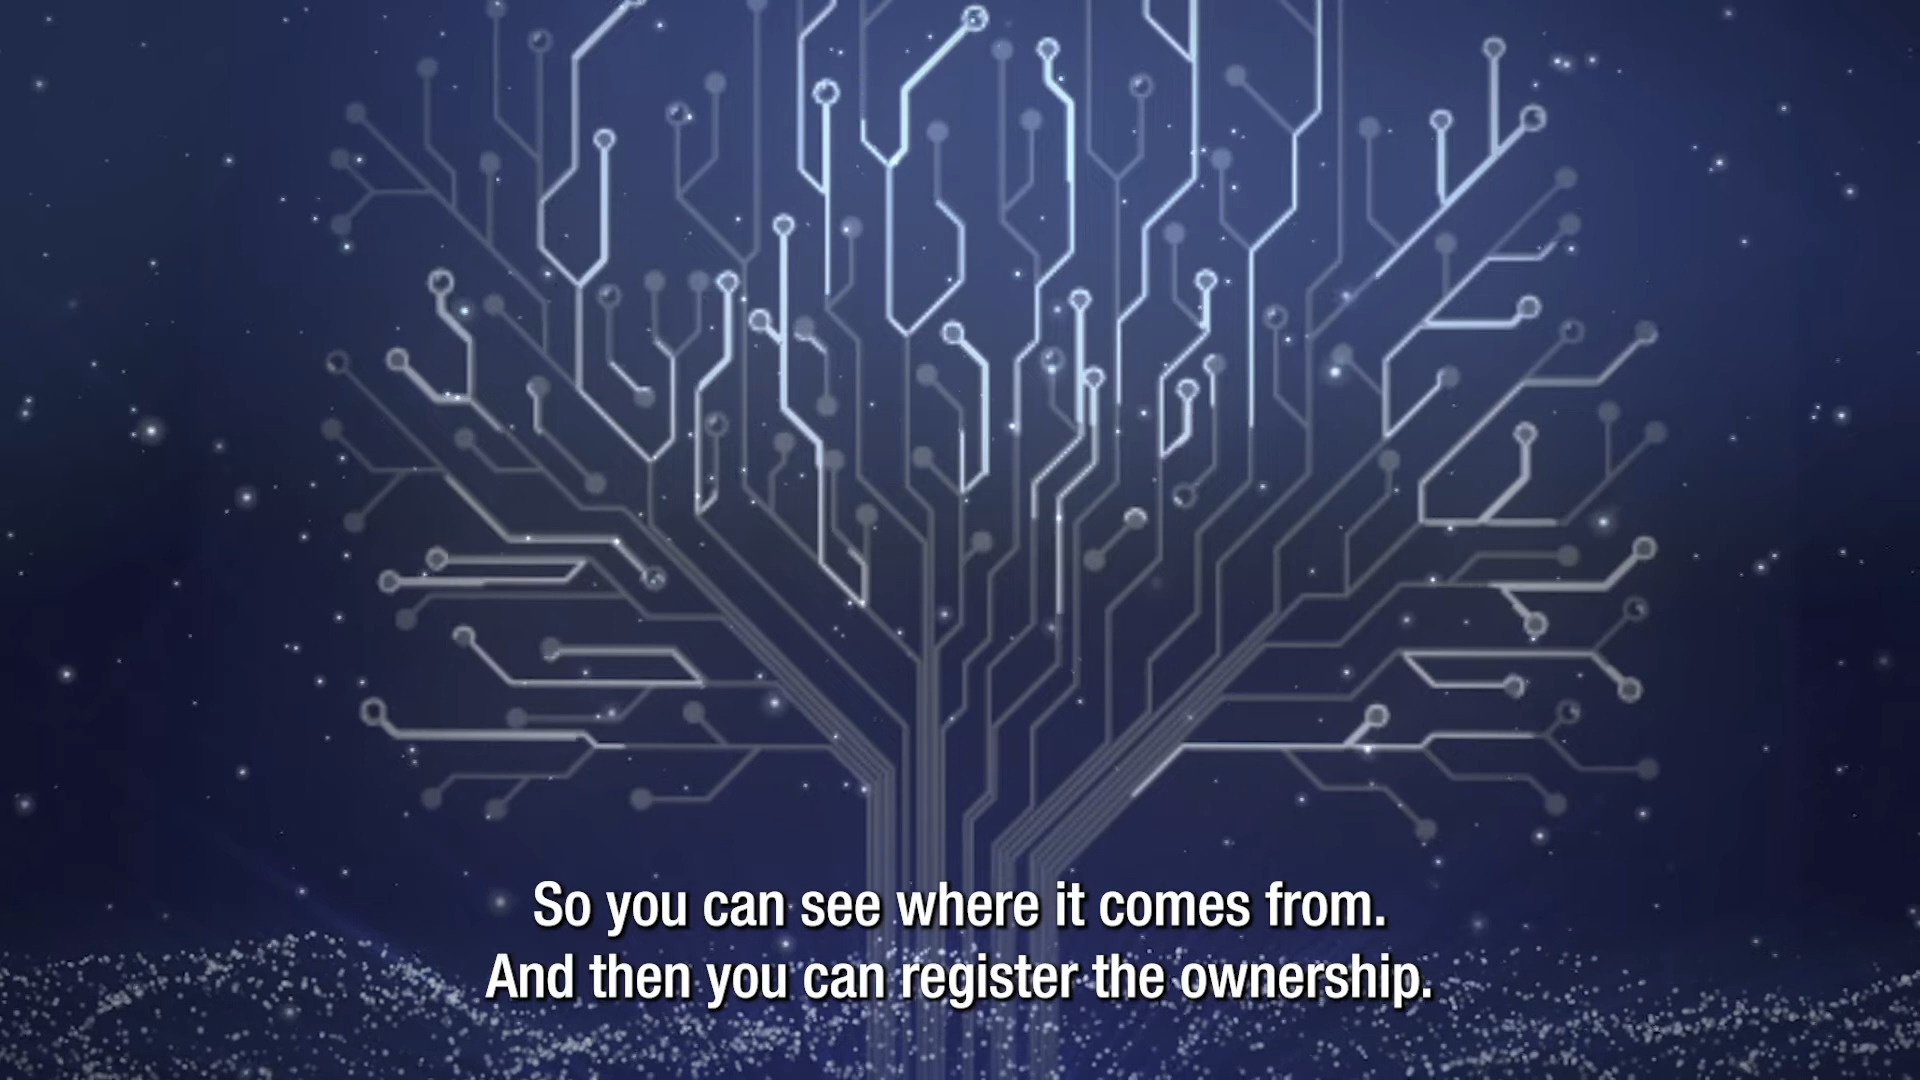 So you can see where it comes from.
And then you can register the ownership.